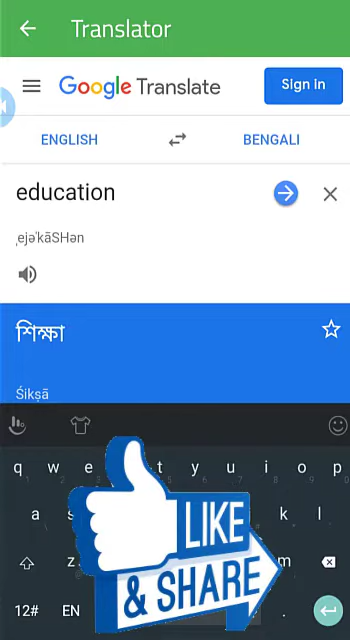 Translator
Google Translate
Sign in
ENGLISH
BENGALI
education
ˌejəˈkāSHən
শিক্ষা
Śikṣā
q w e t y u i o p
a s k l
z m
12# EN .
LIKE
& SHARE